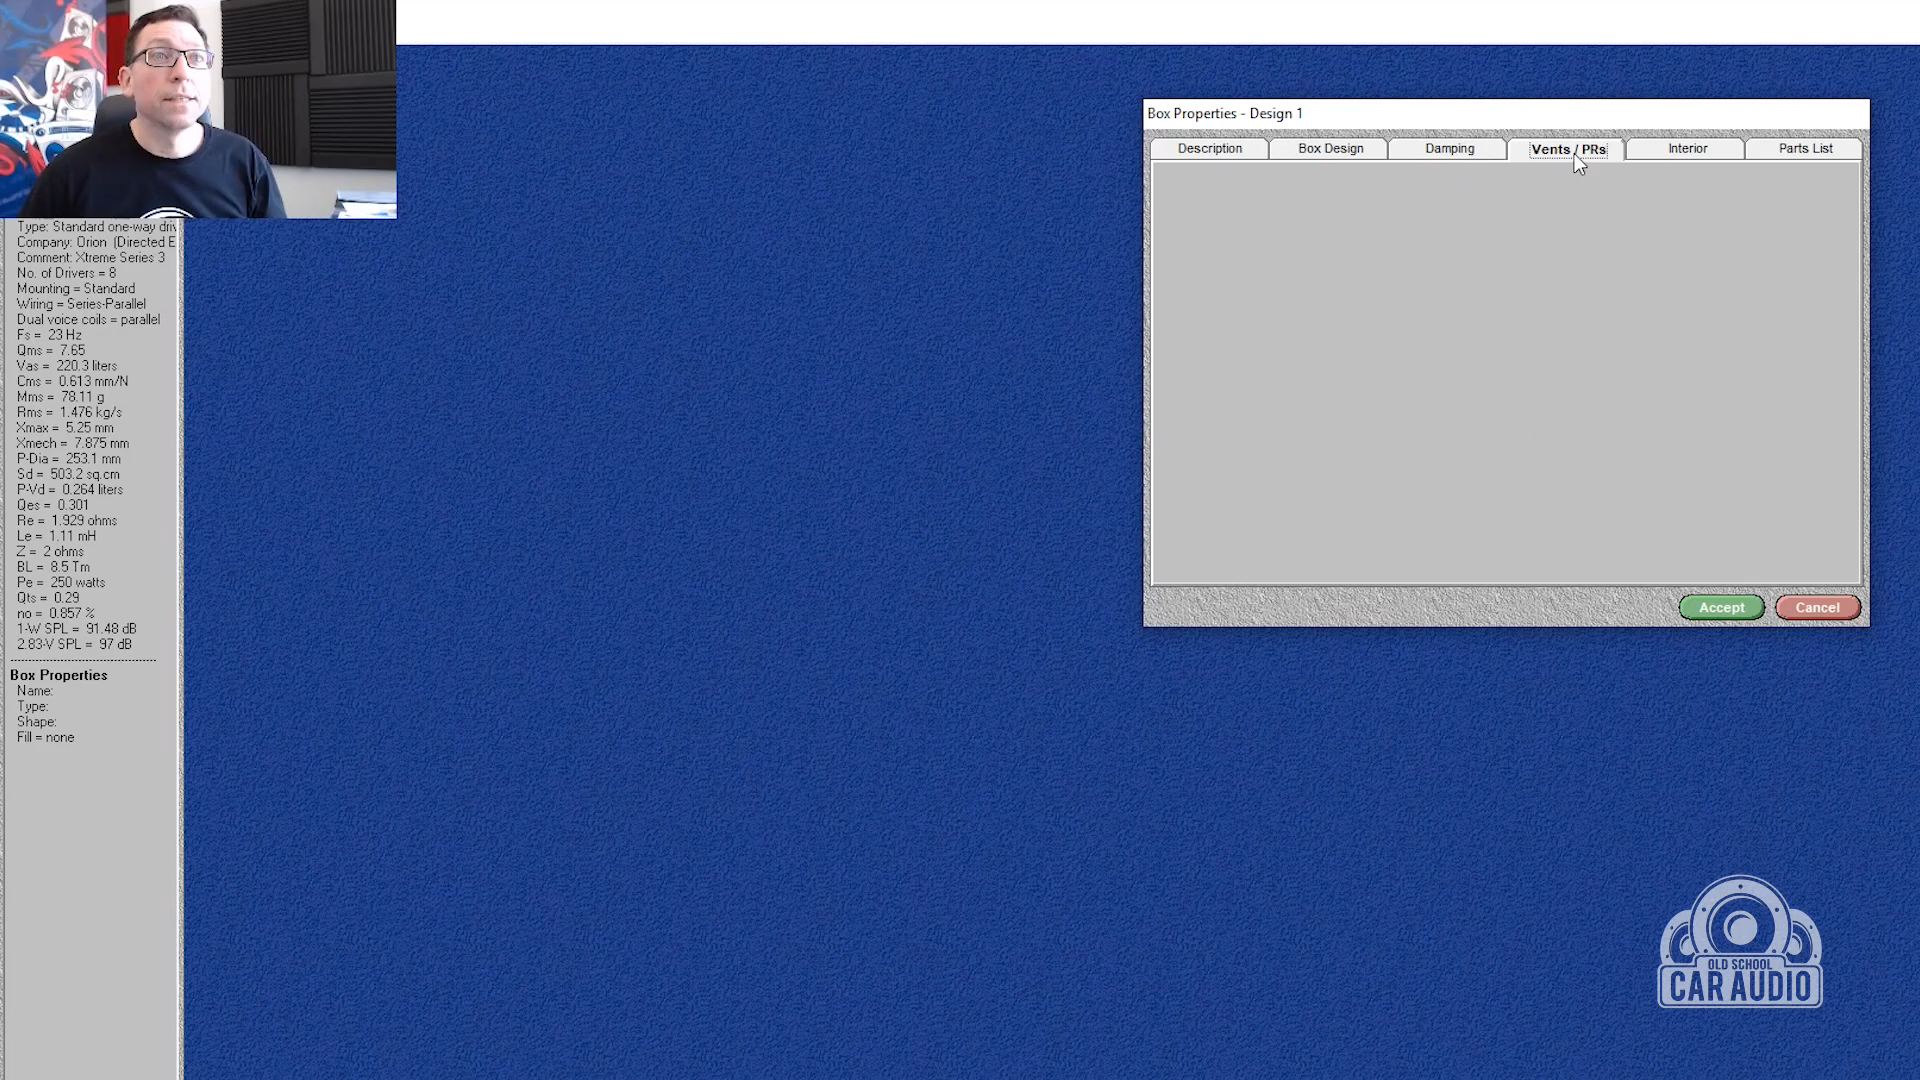 Box Properties - Design 1
Description
Box Design
Damping
Vents / PRs
Interior
Parts List
Accept
Cancel
Type: Standard one-way driv
Company: Orion (Directed E
Comment: Xtreme Series 3
No. of Drivers = 8
Mounting = Standard
Wiring = Series-Parallel
Dual voice coils = parallel
Fs = 23 Hz
Qms = 7.65
Vas = 220.3 liters
Cms = 0.613 mm/N
Mms = 78.11 g
Rms = 1.476 kg/s
Xmax = 5.25 mm
Xmech = 7.875 mm
P-Dia = 253.1 mm
Sd = 503.2 sq.cm
P-Vd = 0.264 liters
Qes = 0.301
Re = 1.929 ohms
Le = 1.11 mH
Z = 2 ohms
BL = 8.5 Tm
Pe = 250 watts
Qts = 0.29
no = 0.857 %
1-W SPL = 91.48 dB
2.83-V SPL = 97 dB
Box Properties
Name:
Type:
Shape:
Fill = none
OLD SCHOOL
CAR AUDIO